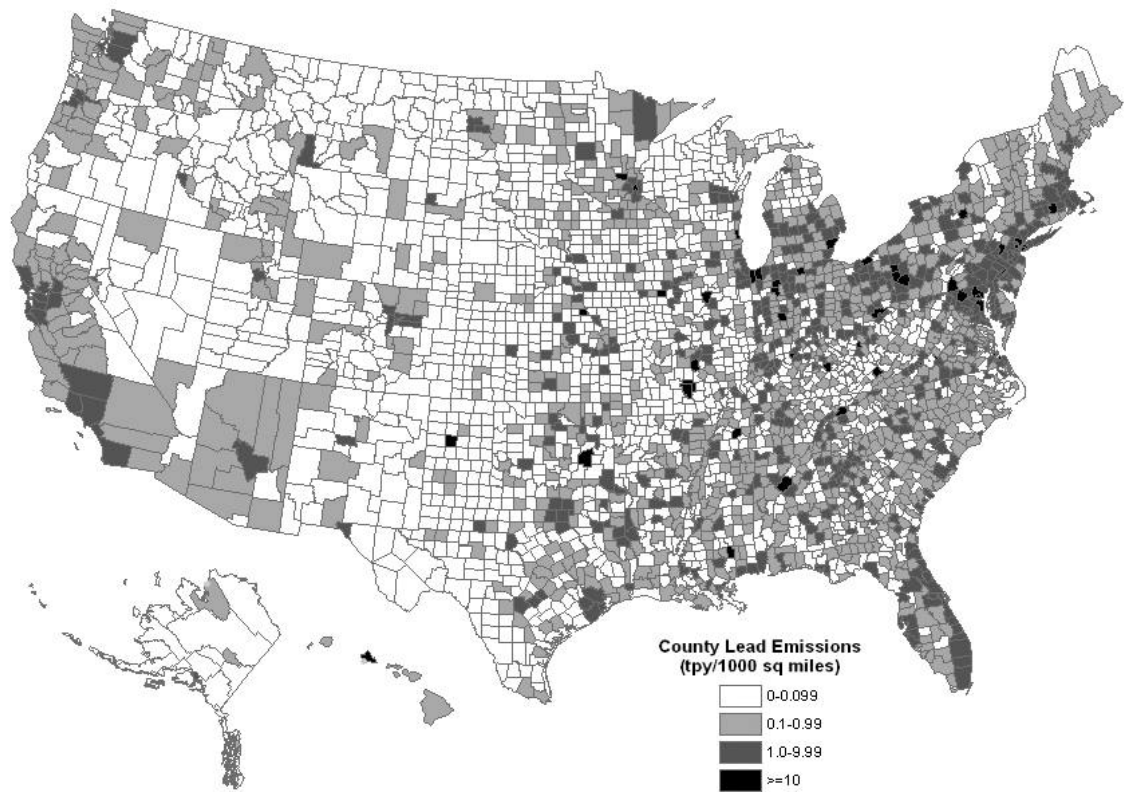 County Lead Emissions
(tpy/1000 sq miles)
0-0.099
0.1-0.99
1.0-9.99
>=10